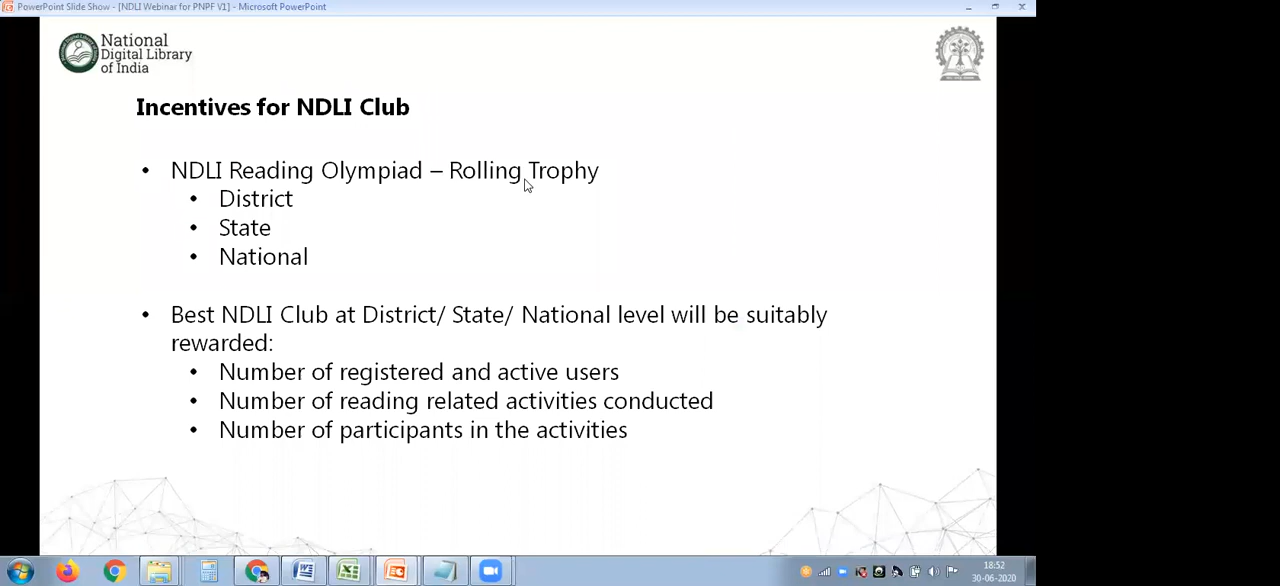 PowerPoint Slide Show - [NDLI Webinar for PNPF V1] - Microsoft PowerPoint
National
Digital Library
of India
Incentives for NDLI Club
• NDLI Reading Olympiad – Rolling Trophy
• District
• State
• National
• Best NDLI Club at District/ State/ National level will be suitably
rewarded:
• Number of registered and active users
• Number of reading related activities conducted
• Number of participants in the activities
18:52
30-06-2020